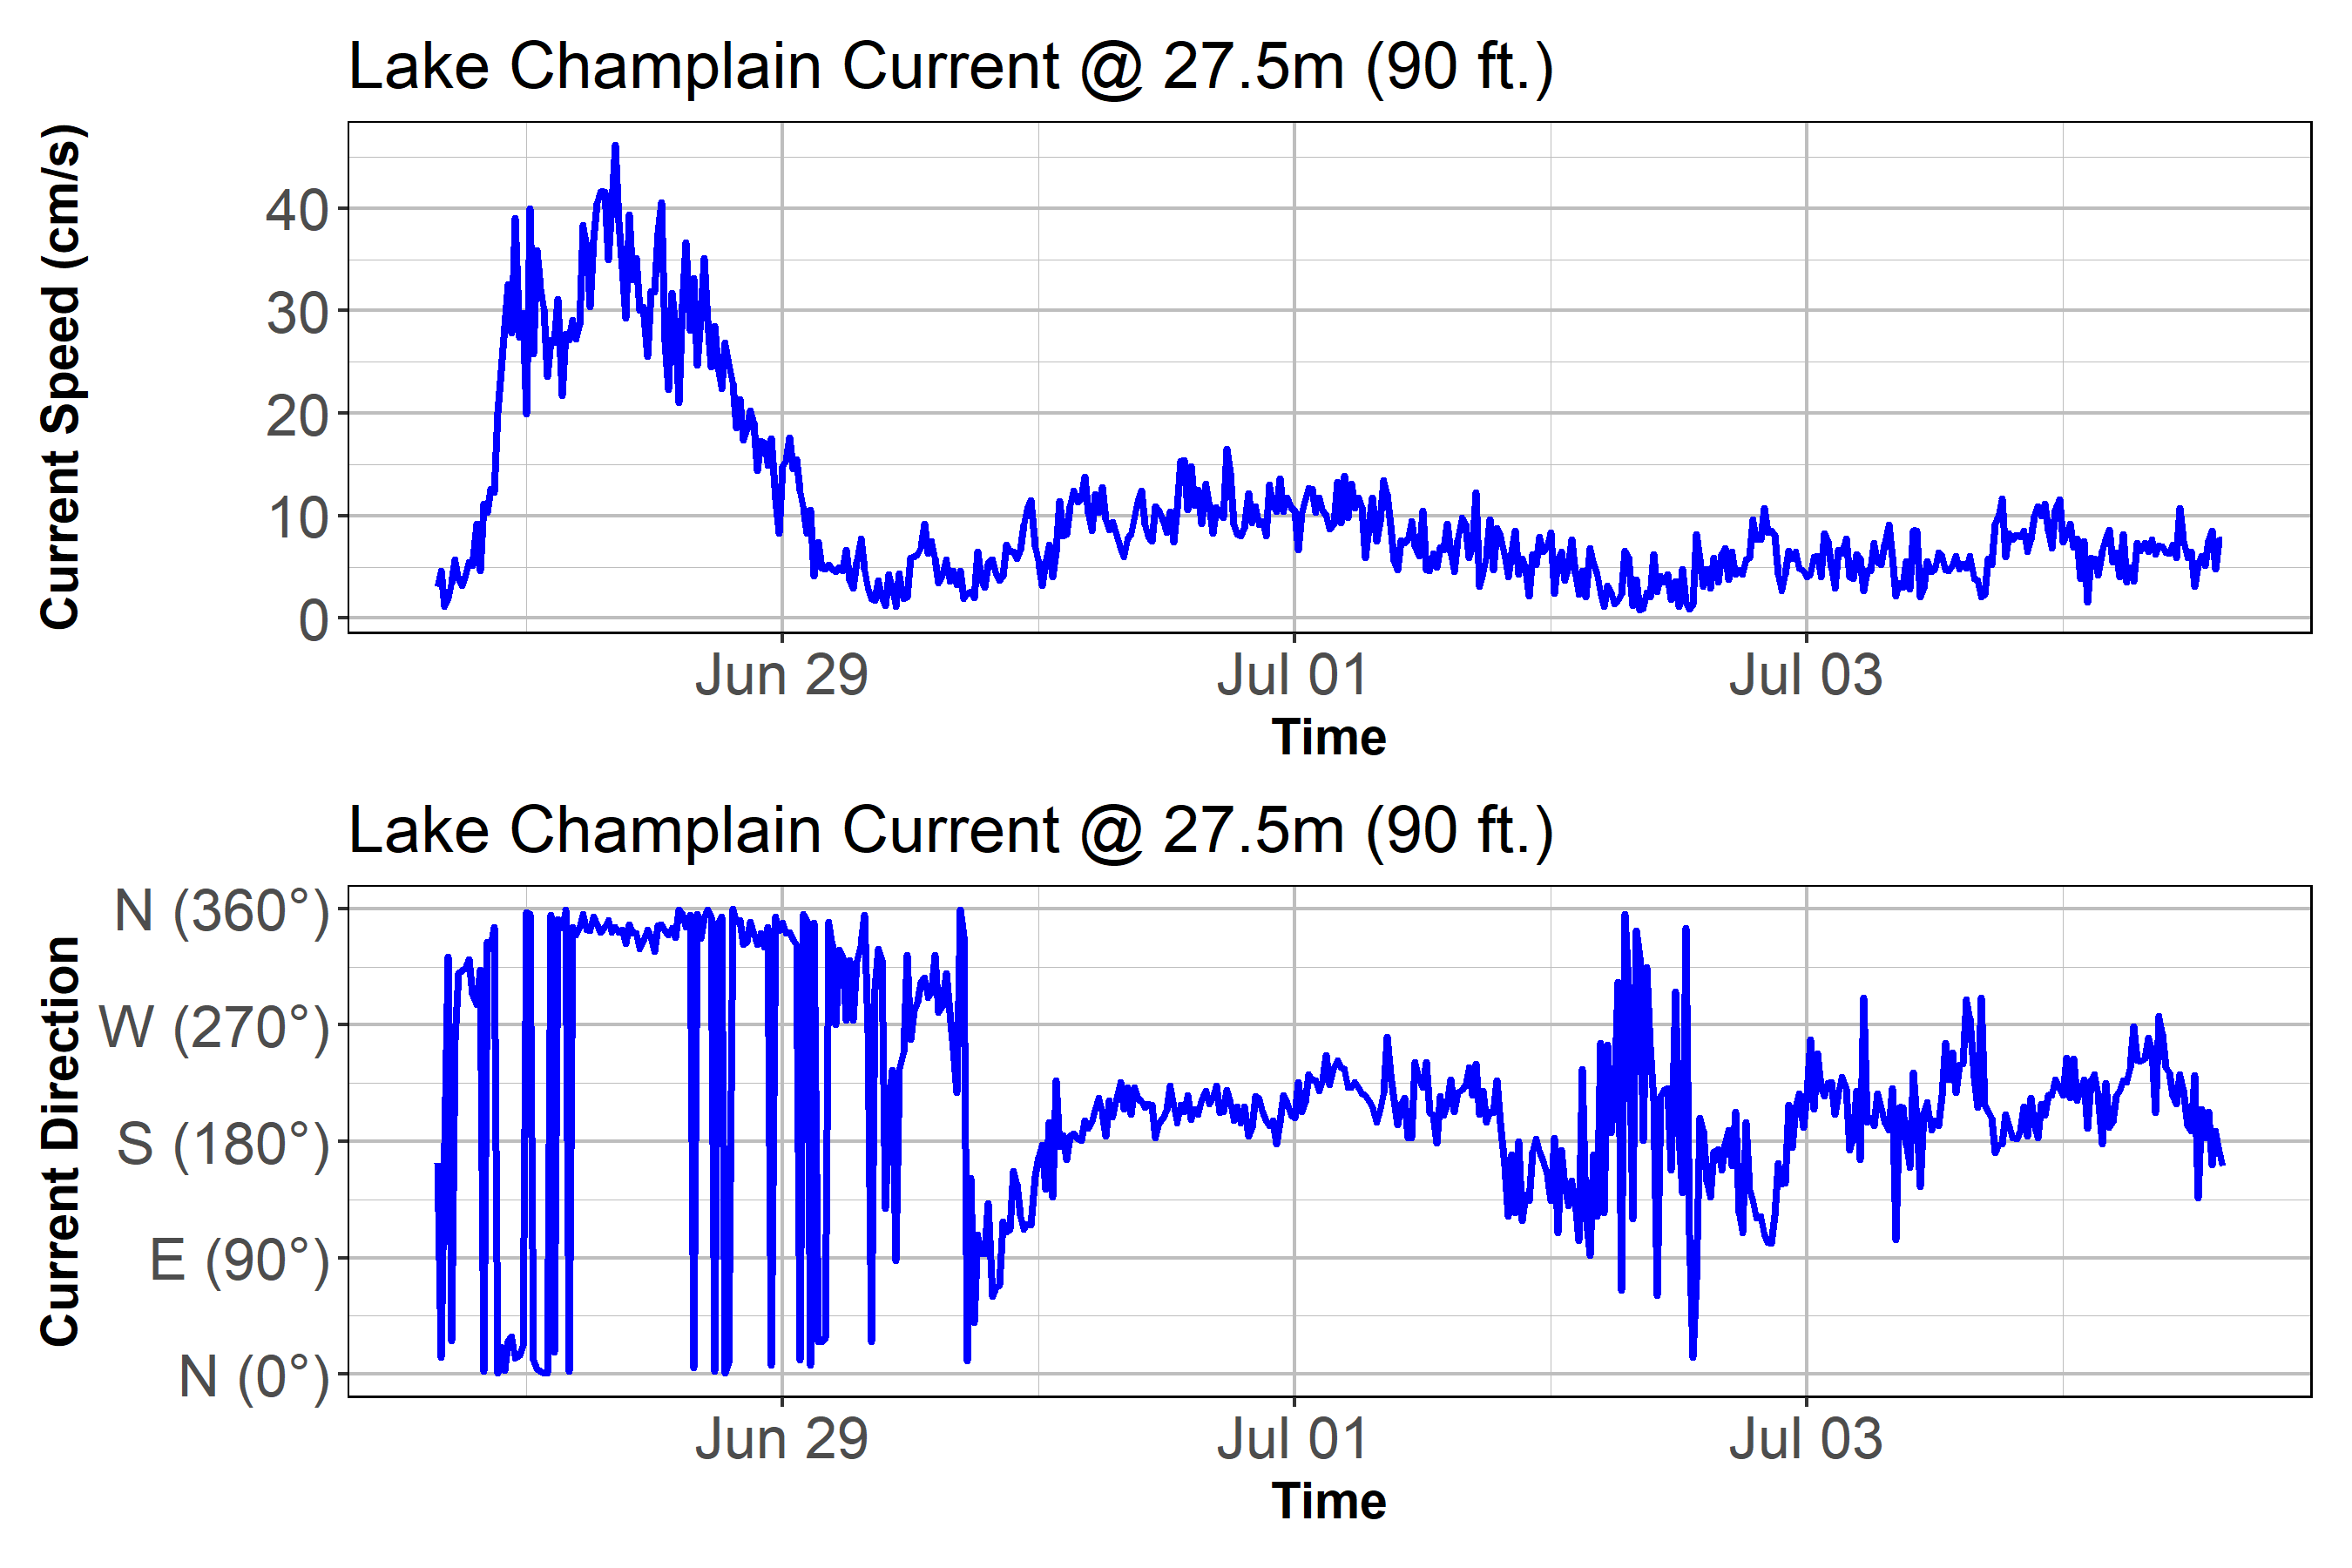 Lake Champlain Current @ 27.5m (90 ft.)
Current Speed (cm/s)
40
30
20
10
0
Jun 29
Jul 01
Jul 03
Time
Lake Champlain Current @ 27.5m (90 ft.)
Current Direction
N (360°)
W (270°)
S (180°)
E (90°)
N (0°)
Jun 29
Jul 01
Jul 03
Time